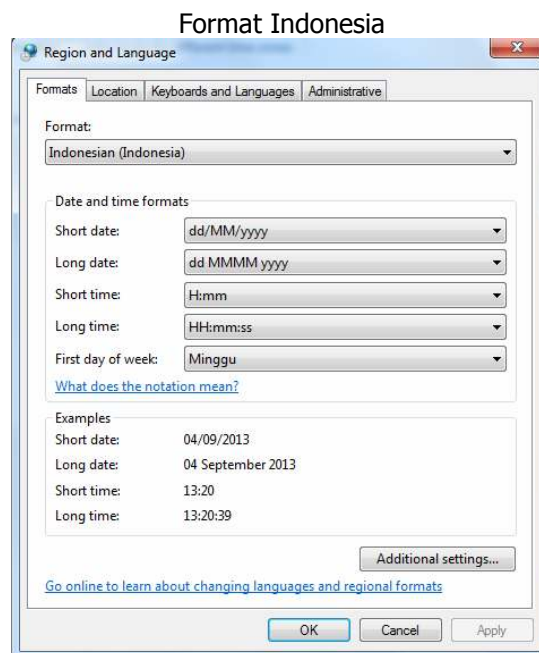 Format Indonesia
Region and Language
Formats Location Keyboards and Languages Administrative
Format:
Indonesian (Indonesia)
Date and time formats
Short date: dd/MM/yyyy
Long date: dd MMMM yyyy
Short time: H:mm
Long time: HH:mm:ss
First day of week: Minggu
What does the notation mean?
Examples
Short date: 04/09/2013
Long date: 04 September 2013
Short time: 13:20
Long time: 13:20:39
Additional settings...
Go online to learn about changing languages and regional formats
OK Cancel Apply